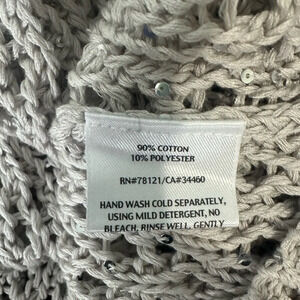 90% COTTON
10% POLYESTER
RN#78121/CA#34460
HAND WASH COLD SEPARATELY,
USING MILD DETERGENT, NO
BLEACH, RINSE WELL, GENTLY